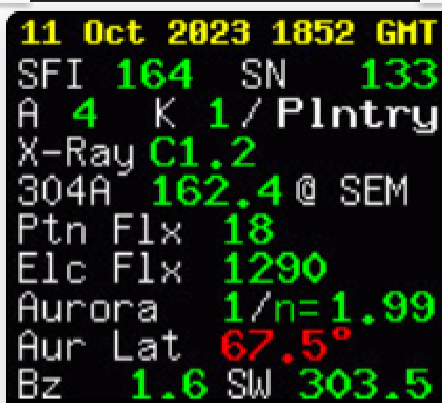 11 Oct 2023 1852 GMT
SFI 164 SN 133
A 4 K 1/Plntry
X-Ray C1.2
304A 162.4 @ SEM
Ptn Flx 18
Elc Flx 1290
Aurora 1/n=1.99
Aur Lat 67.5°
Bz 1.6 SW 303.5